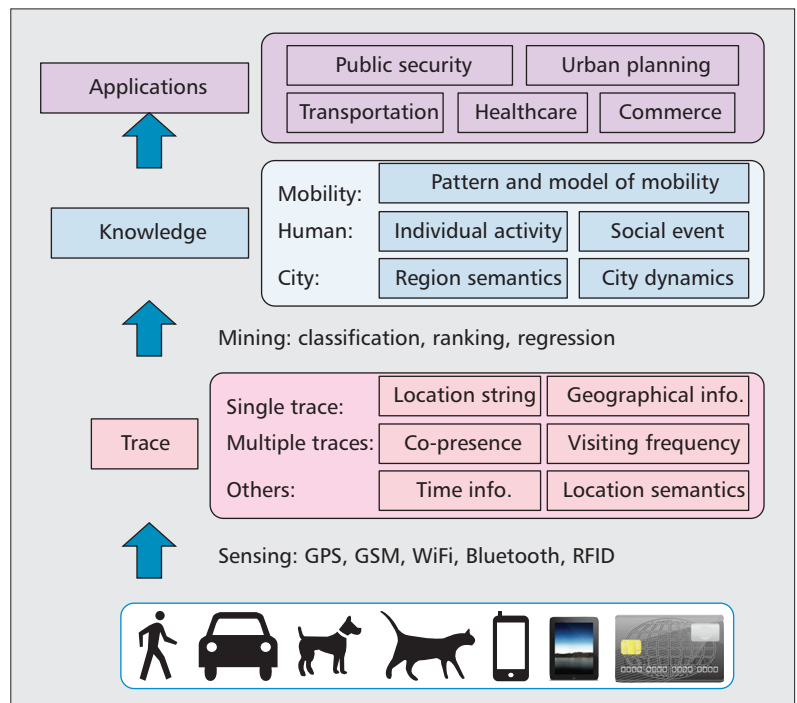 Public security Urban planning
Applications
Transportation Healthcare Commerce
Mobility: Pattern and model of mobility
Knowledge
Human: Individual activity Social event
City: Region semantics City dynamics
Mining: classification, ranking, regression
Single trace: Location string Geographical info.
Trace
Multiple traces: Co-presence Visiting frequency
Others: Time info. Location semantics
Sensing: GPS, GSM, WiFi, Bluetooth, RFID